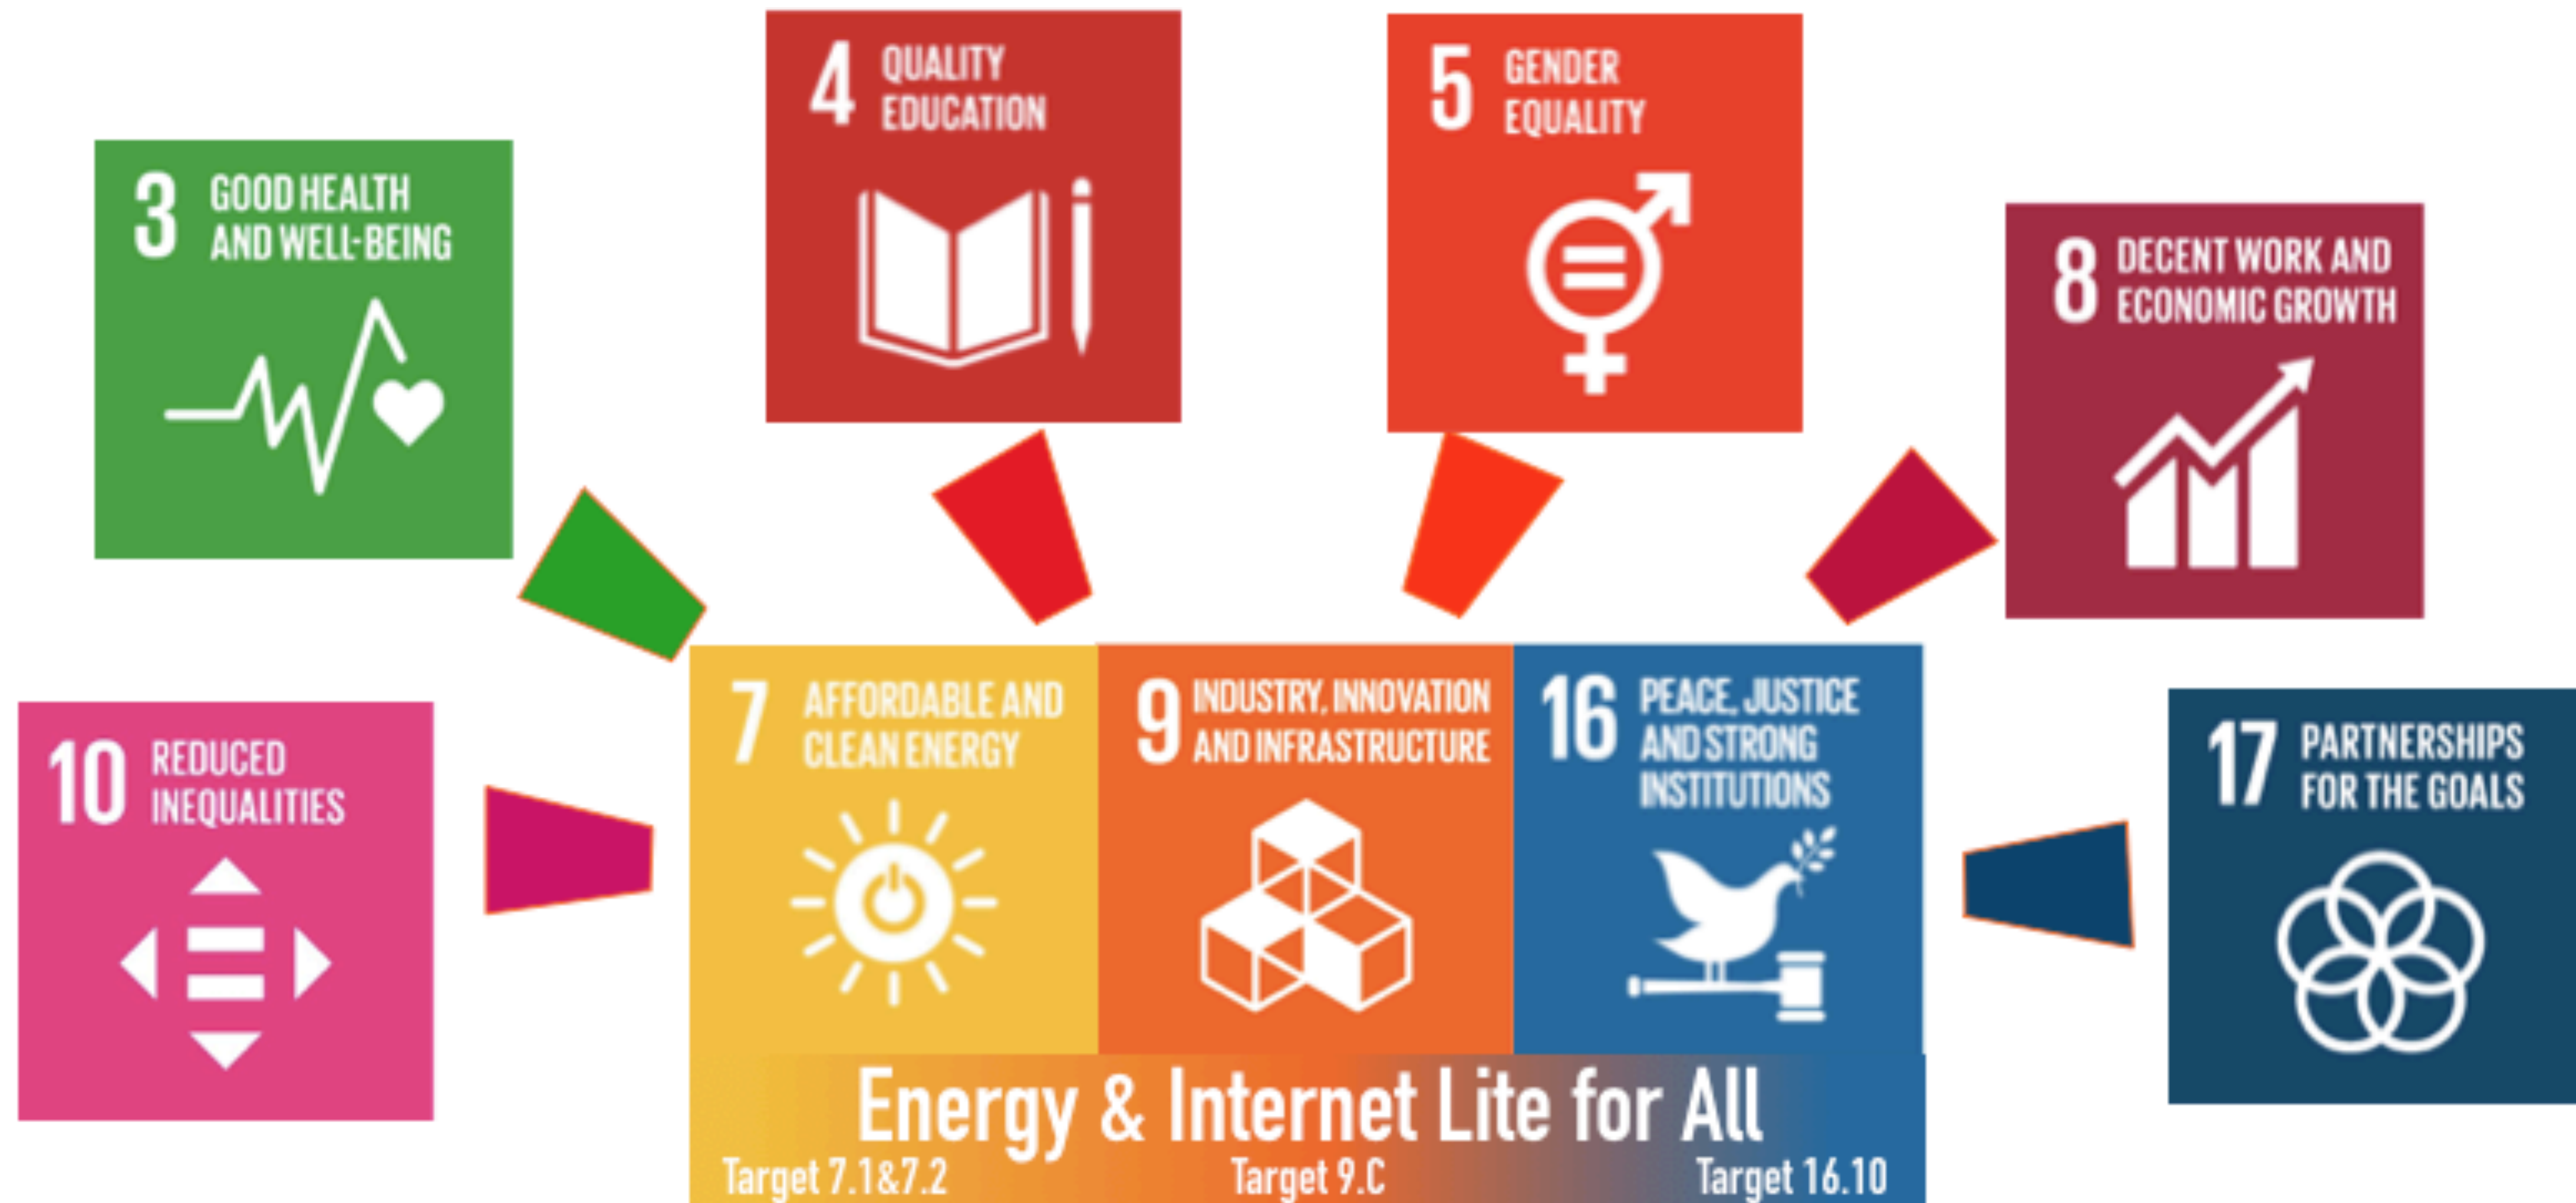 4 QUALITY
EDUCATION
5 GENDER
EQUALITY
3 GOOD HEALTH
AND WELL-BEING
8 DECENT WORK AND
ECONOMIC GROWTH
10 REDUCED
INEQUALITIES
7 AFFORDABLE AND
CLEAN ENERGY
9 INDUSTRY, INNOVATION
AND INFRASTRUCTURE
16 PEACE, JUSTICE
AND STRONG
INSTITUTIONS
17 PARTNERSHIPS
FOR THE GOALS
Energy & Internet Lite for All
Target 7.1&7.2
Target 9.C
Target 16.10